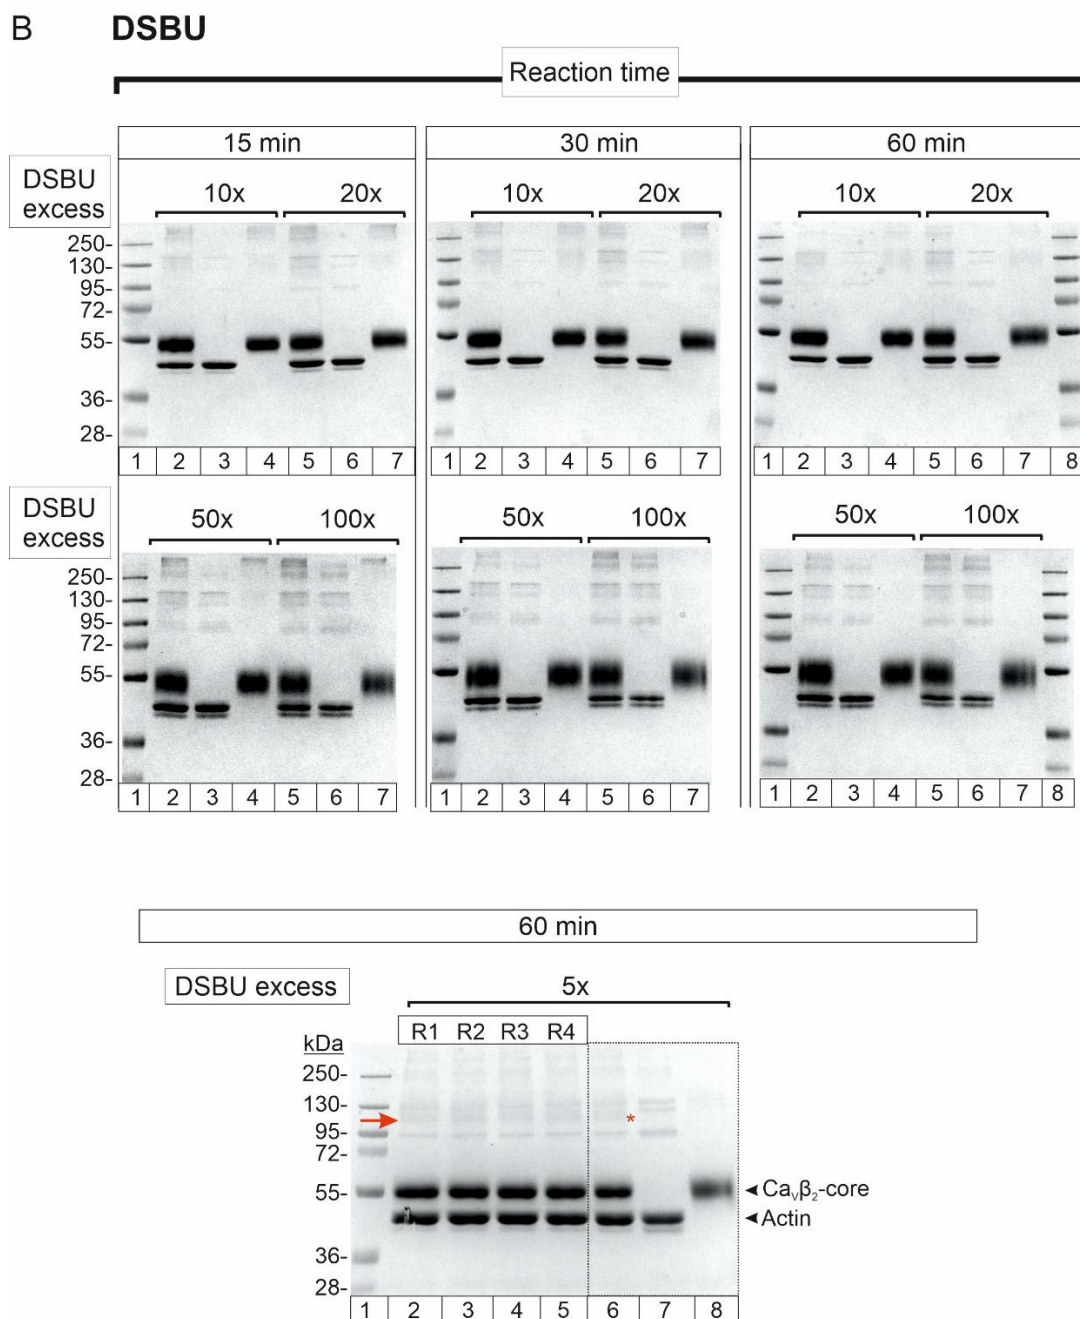 B DSBU
Reaction time
15 min 30 min 60 min
DSBU
excess
10x 20x 10x 20x 10x 20x
250-
130-
95-
72-
55-
36-
28-
1 2 3 4 5 6 7 1 2 3 4 5 6 7 1 2 3 4 5 6 7 8
DSBU
excess
50x 100x 50x 100x 50x 100x
250-
130-
95-
72-
55-
36-
28-
1 2 3 4 5 6 7 1 2 3 4 5 6 7 1 2 3 4 5 6 7 8
60 min
DSBU excess 5x
R1 R2 R3 R4
kDa
250-
130-
*
95-
72-
55- Caᵥβ₂-core
Actin
36-
28-
1 2 3 4 5 6 7 8